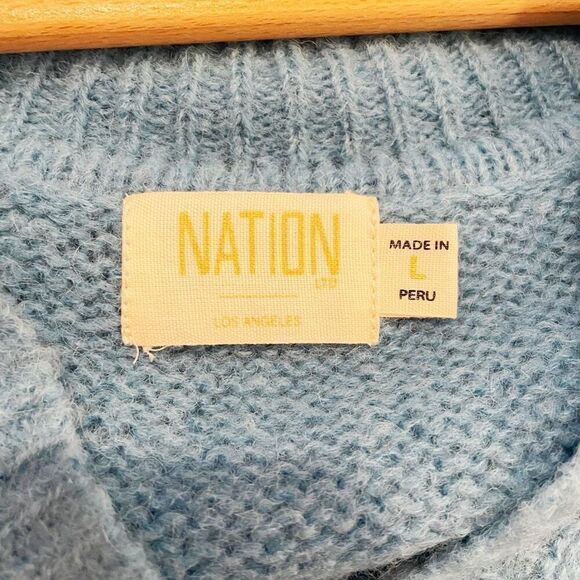 NATION
LTD
LOS ANGELES
MADE IN
L
PERU